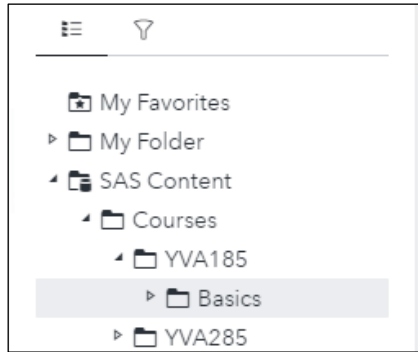 My Favorites
My Folder
SAS Content
Courses
YVA185
Basics
YVA285